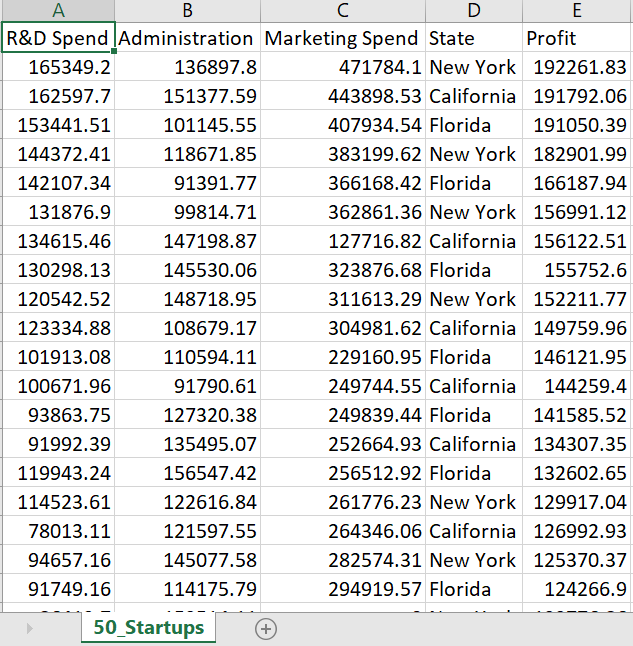 A B C D E
R&D Spend Administration Marketing Spend State Profit
165349.2 136897.8 471784.1 New York 192261.83
162597.7 151377.59 443898.53 California 191792.06
153441.51 101145.55 407934.54 Florida 191050.39
144372.41 118671.85 383199.62 New York 182901.99
142107.34 91391.77 366168.42 Florida 166187.94
131876.9 99814.71 362861.36 New York 156991.12
134615.46 147198.87 127716.82 California 156122.51
130298.13 145530.06 323876.68 Florida 155752.6
120542.52 148718.95 311613.29 New York 152211.77
123334.88 108679.17 304981.62 California 149759.96
101913.08 110594.11 229160.95 Florida 146121.95
100671.96 91790.61 249744.55 California 144259.4
93863.75 127320.38 249839.44 Florida 141585.52
91992.39 135495.07 252664.93 California 134307.35
119943.24 156547.42 256512.92 Florida 132602.65
114523.61 122616.84 261776.23 New York 129917.04
78013.11 121597.55 264346.06 California 126992.93
94657.16 145077.58 282574.31 New York 125370.37
91749.16 114175.79 294919.57 Florida 124266.9
50_Startups